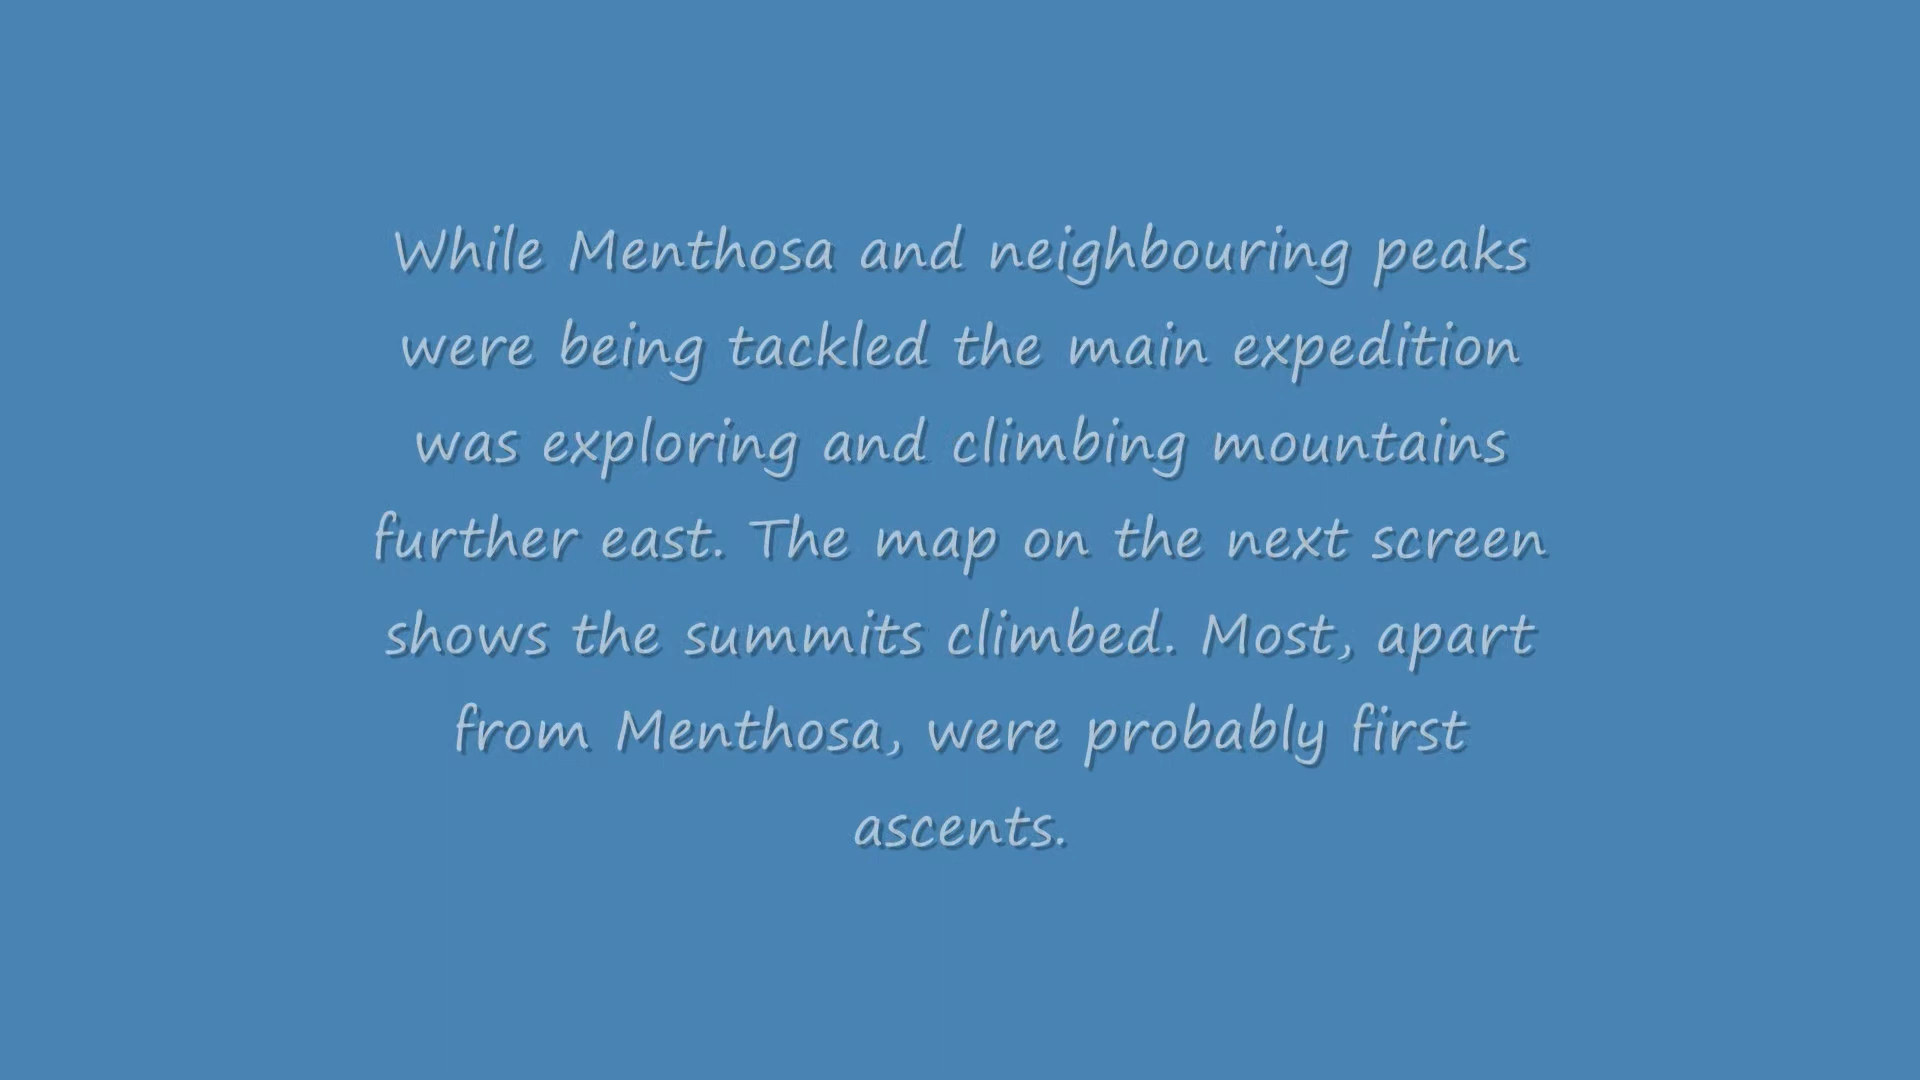 While Menthosa and neighbouring peaks
were being tackled the main expedition
was exploring and climbing mountains
further east. The map on the next screen
shows the summits climbed. Most, apart
from Menthosa, were probably first
ascents.